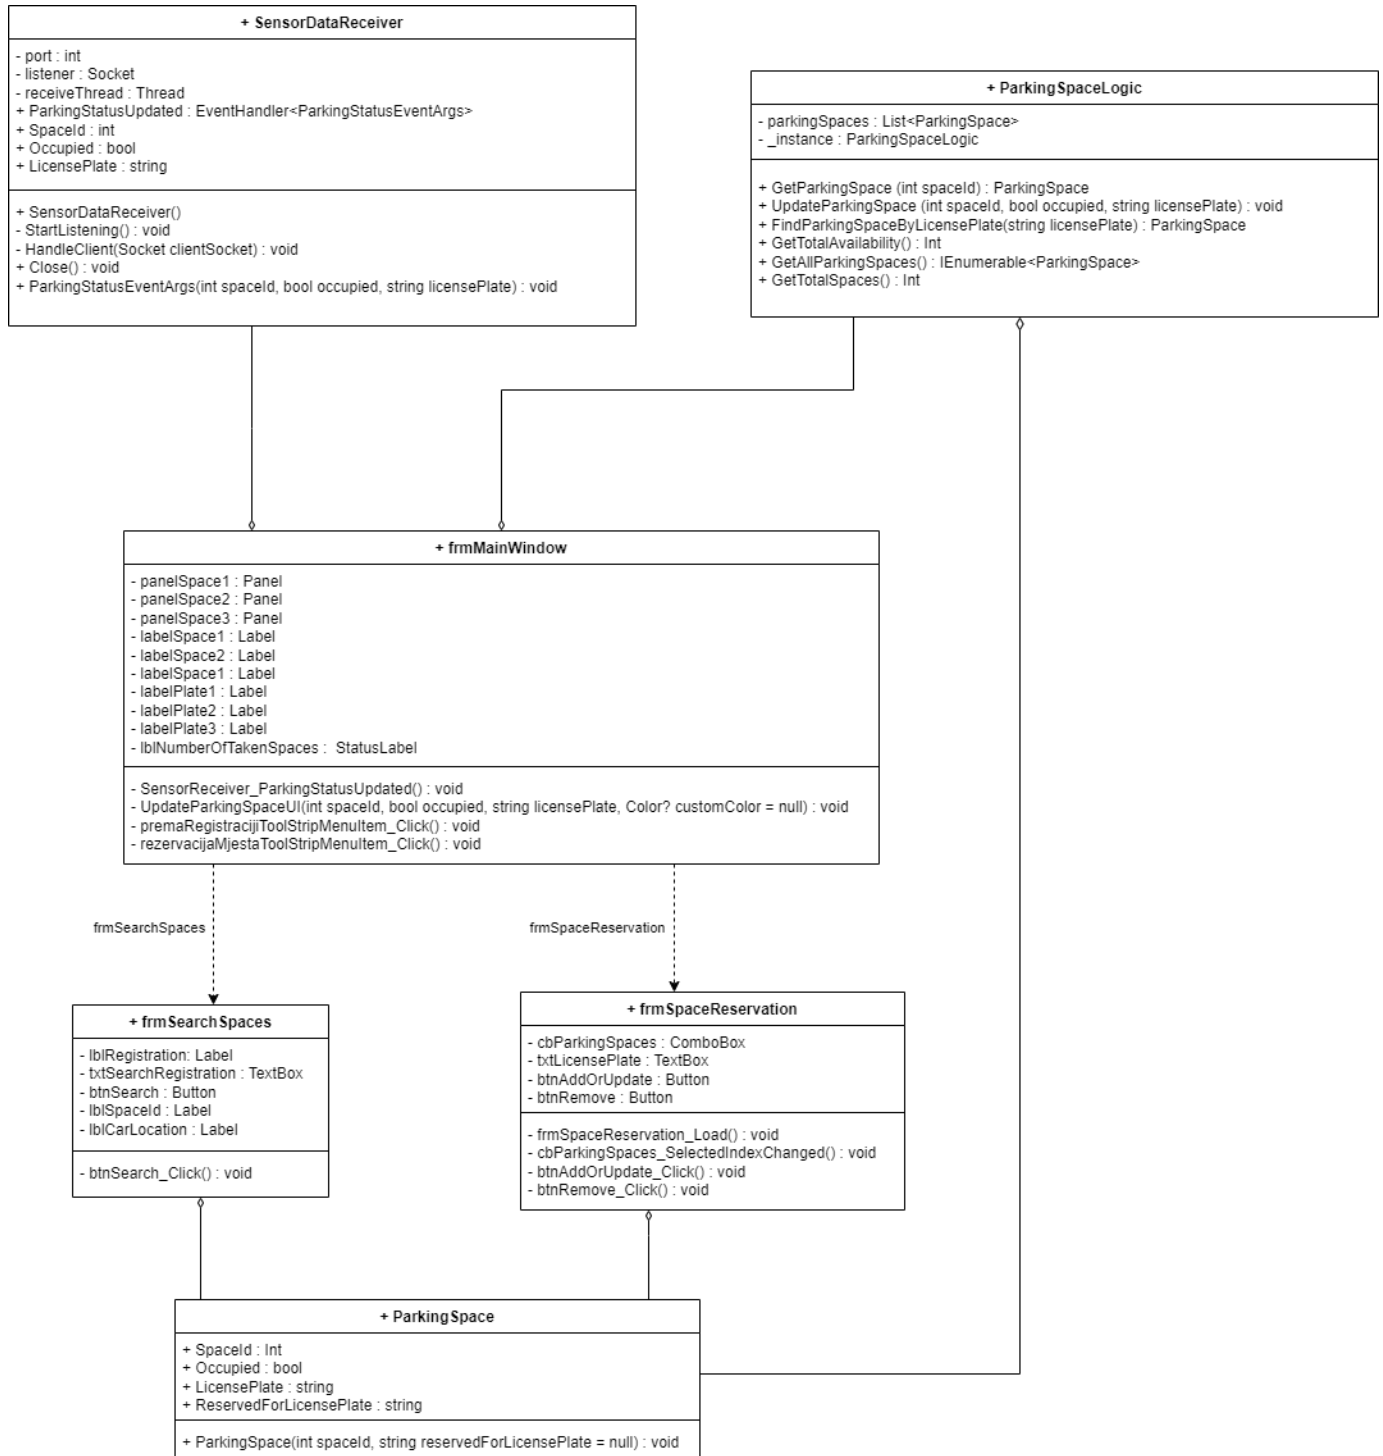 + SensorDataReceiver
- port : int
- listener : Socket
- receiveThread : Thread
+ ParkingStatusUpdated : EventHandler<ParkingStatusEventArgs>
+ SpaceId : int
+ Occupied : bool
+ LicensePlate : string
+ SensorDataReceiver()
- StartListening() : void
- HandleClient(Socket clientSocket) : void
+ Close() : void
+ ParkingStatusEventArgs(int spaceId, bool occupied, string licensePlate) : void
+ ParkingSpaceLogic
- parkingSpaces : List<ParkingSpace>
- _instance : ParkingSpaceLogic
+ GetParkingSpace (int spaceId) : ParkingSpace
+ UpdateParkingSpace (int spaceId, bool occupied, string licensePlate) : void
+ FindParkingSpaceByLicensePlate(string licensePlate) : ParkingSpace
+ GetTotalAvailability() : Int
+ GetAllParkingSpaces() : IEnumerable<ParkingSpace>
+ GetTotalSpaces() : Int
+ frmMainWindow
- panelSpace1 : Panel
- panelSpace2 : Panel
- panelSpace3 : Panel
- labelSpace1 : Label
- labelSpace2 : Label
- labelSpace1 : Label
- labelPlate1 : Label
- labelPlate2 : Label
- labelPlate3 : Label
- lblNumberOfTakenSpaces : StatusLabel
- SensorReceiver_ParkingStatusUpdated() : void
- UpdateParkingSpaceUI(int spaceId, bool occupied, string licensePlate, Color? customColor = null) : void
- premaRegistracijiToolStripMenuItem_Click() : void
- rezervacijaMjestaToolStripMenuItem_Click() : void
frmSearchSpaces
frmSpaceReservation
+ frmSearchSpaces
- lblRegistration: Label
- txtSearchRegistration : TextBox
- btnSearch : Button
- lblSpaceId : Label
- lblCarLocation : Label
- btnSearch_Click() : void
+ frmSpaceReservation
- cbParkingSpaces : ComboBox
- txtLicensePlate : TextBox
- btnAddOrUpdate : Button
- btnRemove : Button
- frmSpaceReservation_Load() : void
- cbParkingSpaces_SelectedIndexChanged() : void
- btnAddOrUpdate_Click() : void
- btnRemove_Click() : void
+ ParkingSpace
+ SpaceId : Int
+ Occupied : bool
+ LicensePlate : string
+ ReservedForLicensePlate : string
+ ParkingSpace(int spaceId, string reservedForLicensePlate = null) : void